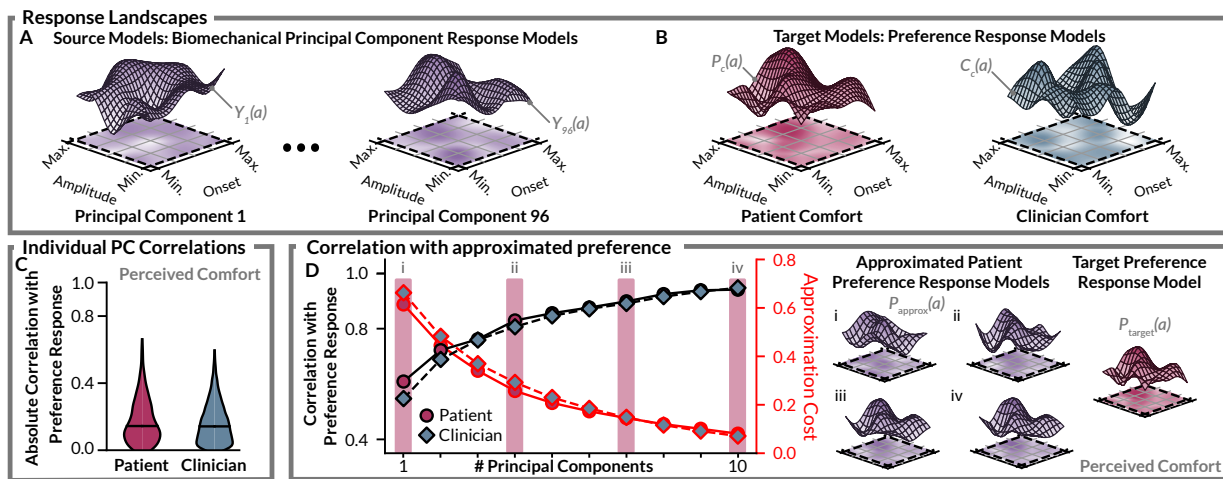 Response Landscapes
A
Source Models: Biomechanical Principal Component Response Models
Y1(a)
Y96(a)
Max.
Amplitude
Min.
Min.
Onset
Max.
Principal Component 1
Max.
Amplitude
Min.
Min.
Onset
Max.
Principal Component 96
B
Target Models: Preference Response Models
Pc(a)
Cc(a)
Max.
Amplitude
Min.
Min.
Onset
Max.
Patient Comfort
Max.
Amplitude
Min.
Min.
Onset
Max.
Clinician Comfort
Individual PC Correlations
C
Perceived Comfort
Absolute Correlation with
Preference Response
1.0
0.4
0.0
Patient
Clinician
Correlation with approximated preference
D
i
ii
iii
iv
Correlation with
Preference Response
1.0
0.8
0.4
Patient
Clinician
1
# Principal Components
10
0.8
0.6
0.4
0.2
0.0
Approximation Cost
Approximated Patient
Preference Response Models
Papprox(a)
i
ii
iii
iv
Target Preference
Response Model
Ptarget(a)
Perceived Comfort